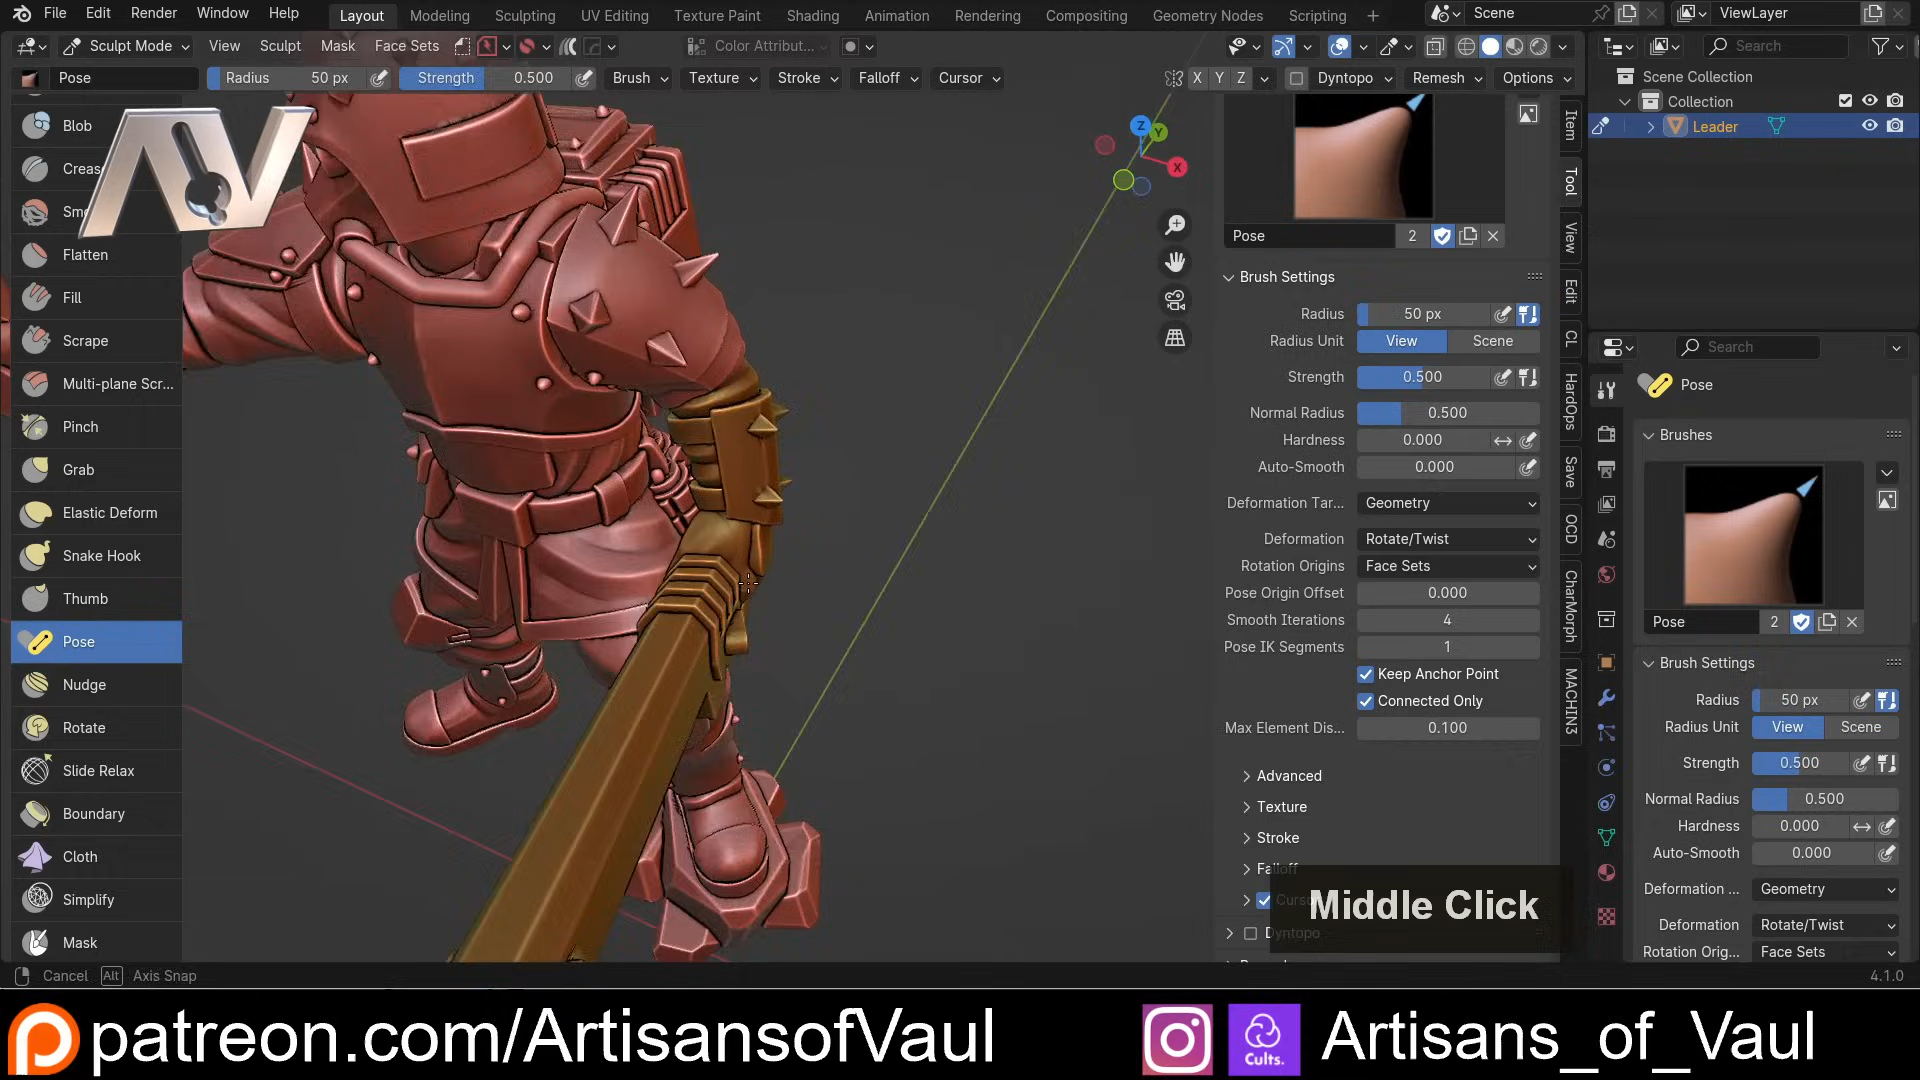 File Edit Render Window Help Layout Modeling Sculpting UV Editing Texture Paint Shading Animation Rendering Compositing Geometry Nodes Scripting + Scene ViewLayer
Sculpt Mode View Sculpt Mask Face Sets Color Attribut... Search
Pose Radius 50 px Strength 0.500 Brush Texture Stroke Falloff Cursor X Y Z Dyntopo Remesh Options
Scene Collection
Collection
Leader
Blob
Crease
Smo
Flatten
Fill
Scrape
Multi-plane Scr...
Pinch
Grab
Elastic Deform
Snake Hook
Thumb
Pose
Nudge
Rotate
Slide Relax
Boundary
Cloth
Simplify
Mask
AV
Z
Y
X
Pose 2
Brush Settings
Radius 50 px
Radius Unit View Scene
Strength 0.500
Normal Radius 0.500
Hardness 0.000
Auto-Smooth 0.000
Deformation Tar... Geometry
Deformation Rotate/Twist
Rotation Origins Face Sets
Pose Origin Offset 0.000
Smooth Iterations 4
Pose IK Segments 1
Keep Anchor Point
Connected Only
Max Element Dis... 0.100
Advanced
Texture
Stroke
Falloff
Curso
Dyntopo
Middle Click
Item
Tool
View
Edit
CL
HardOps
Save
OCD
CharMorph
MACHIN3
Search
Pose
Brushes
Pose 2
Brush Settings
Radius 50 px
Radius Unit View Scene
Strength 0.500
Normal Radius 0.500
Hardness 0.000
Auto-Smooth 0.000
Deformation ... Geometry
Deformation Rotate/Twist
Rotation Orig... Face Sets
Cancel Alt Axis Snap
4.1.0
patreon.com/ArtisansofVaul
Cults.
Artisans_of_Vaul